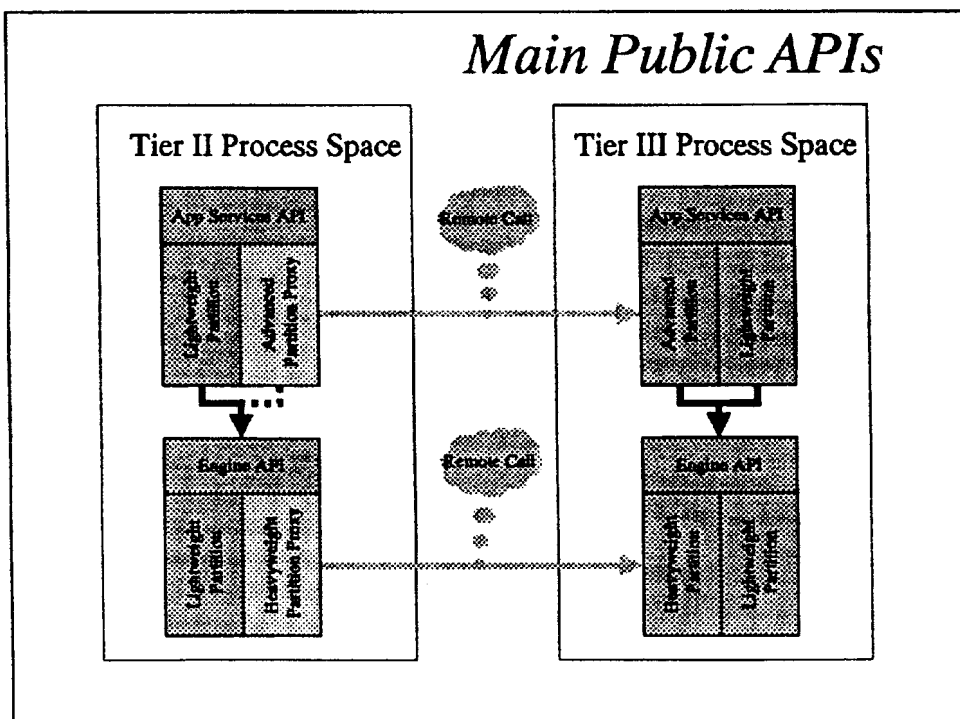 Main Public APIs
Tier II Process Space
App Services API
Lightweight
Partition
Advanced
Partition Proxy
Engine API
Lightweight
Partition
Heavyweight
Partition Proxy
Remote Call
Remote Call
Tier III Process Space
App Services API
Advanced
Partition
Lightweight
Partition
Engine API
Heavyweight
Partition
Lightweight
Partition